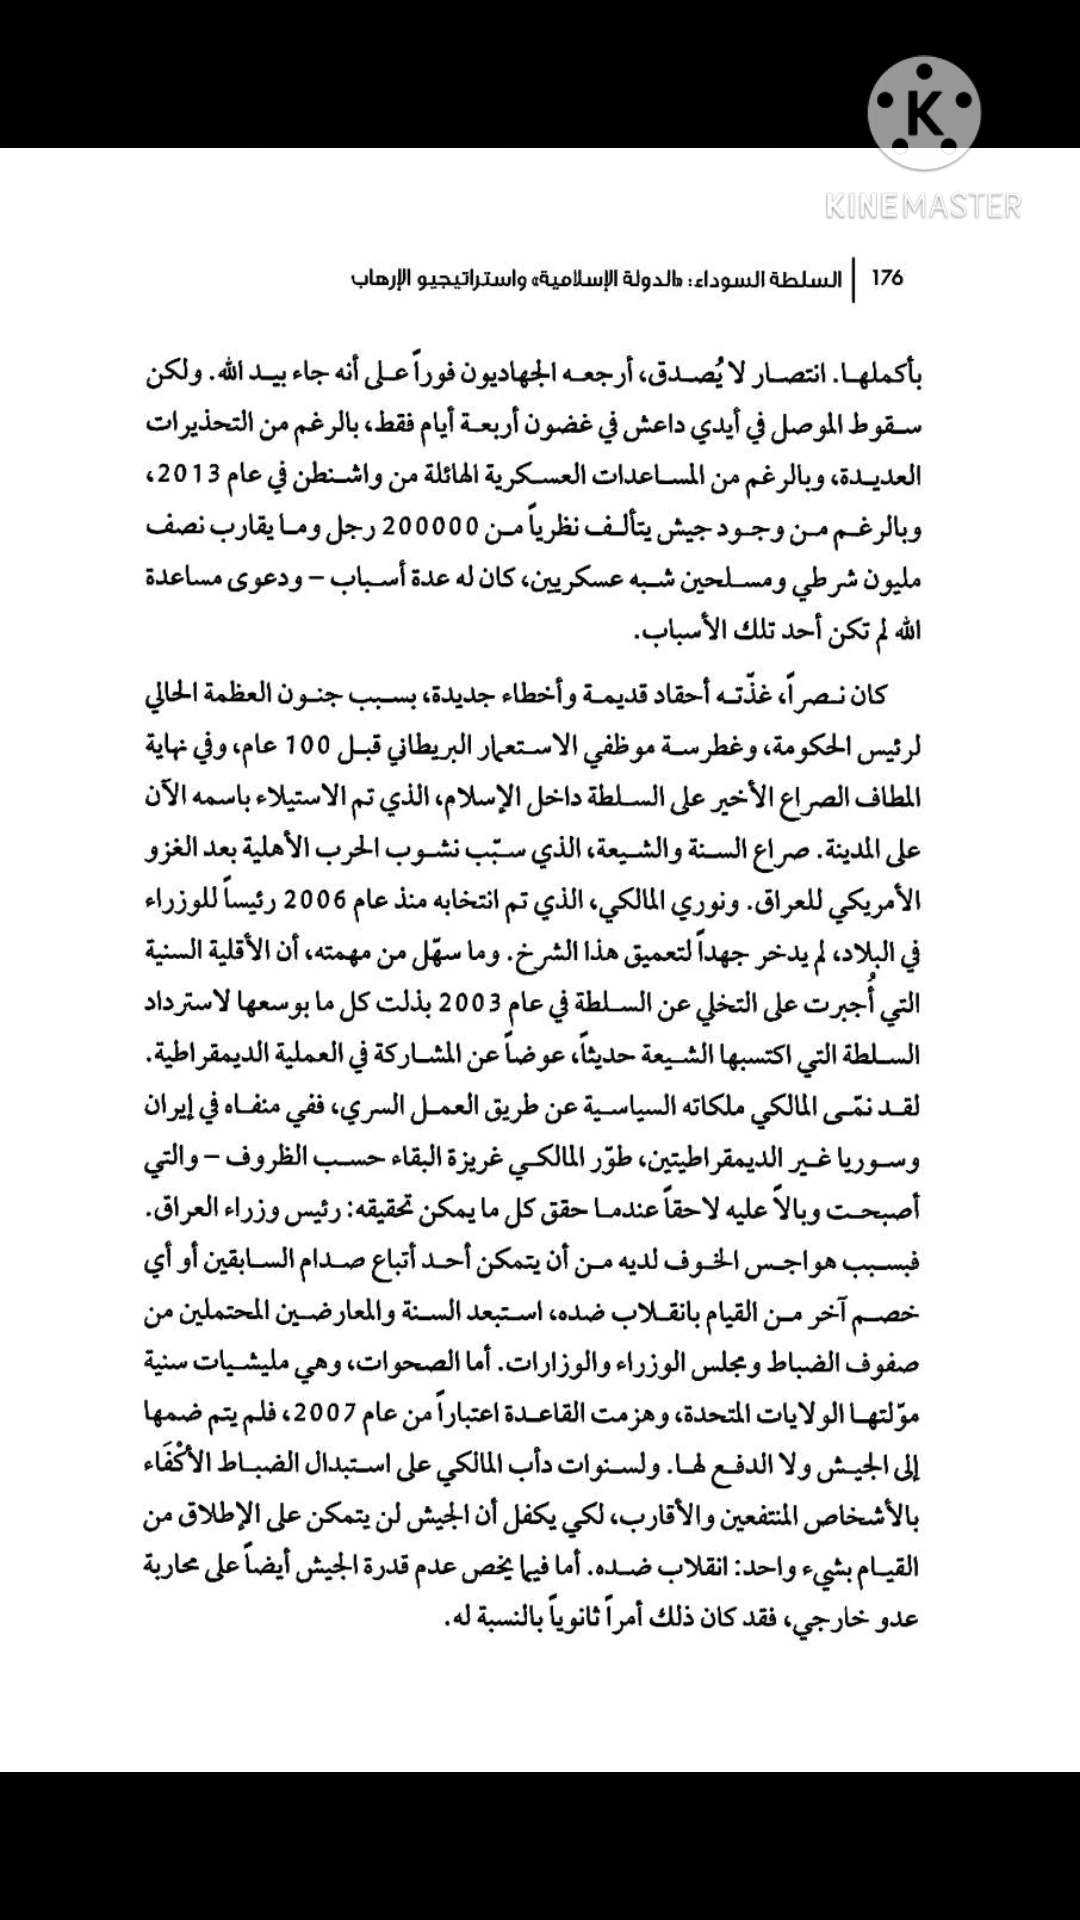 K
KINEMASTER
176 | السلطة السوداء: «الدولة الإسلامية» واستراتيجيو الإرهاب
بأكملها. انتصار لا يُصدق، أرجعه الجهاديون فوراً على أنه جاء بيد الله. ولكن
سقوط الموصل في أيدي داعش في غضون أربعة أيام فقط، بالرغم من التحذيرات
العديدة، وبالرغم من المساعدات العسكرية الهائلة من واشنطن في عام 2013،
وبالرغم من وجود جيش يتألف نظرياً من 200000 رجل وما يقارب نصف
مليون شرطي ومسلحين شبه عسكريين، كان له عدة أسباب – ودعوى مساعدة
الله لم تكن أحد تلك الأسباب.
كان نصراً، غذّته أحقاد قديمة وأخطاء جديدة، بسبب جنون العظمة الحالي
لرئيس الحكومة، وغطرسة موظفي الاستعمار البريطاني قبل 100 عام، وفي نهاية
المطاف الصراع الأخير على السلطة داخل الإسلام، الذي تم الاستيلاء باسمه الآن
على المدينة. صراع السنة والشيعة، الذي سبّب نشوب الحرب الأهلية بعد الغزو
الأمريكي للعراق. ونوري المالكي، الذي تم انتخابه منذ عام 2006 رئيساً للوزراء
في البلاد، لم يدخر جهداً لتعميق هذا الشرخ. وما سهّل من مهمته، أن الأقلية السنية
التي أُجبرت على التخلي عن السلطة في عام 2003 بذلت كل ما بوسعها لاسترداد
السلطة التي اكتسبها الشيعة حديثاً، عوضاً عن المشاركة في العملية الديمقراطية.
لقد نمّى المالكي ملكاته السياسية عن طريق العمل السري، ففي منفاه في إيران
وسوريا غير الديمقراطيتين، طوّر المالكي غريزة البقاء حسب الظروف – والتي
أصبحت وبالاً عليه لاحقاً عندما حقق كل ما يمكن تحقيقه: رئيس وزراء العراق.
فبسبب هواجس الخوف لديه من أن يتمكن أحد أتباع صدام السابقين أو أي
خصم آخر من القيام بانقلاب ضده، استبعد السنة والمعارضين المحتملين من
صفوف الضباط ومجلس الوزراء والوزارات. أما الصحوات، وهي مليشيات سنية
موّلتها الولايات المتحدة، وهزمت القاعدة اعتباراً من عام 2007، فلم يتم ضمها
إلى الجيش ولا الدفع لها. ولسنوات دأب المالكي على استبدال الضباط الأكْفَاء
بالأشخاص المنتفعين والأقارب، لكي يكفل أن الجيش لن يتمكن على الإطلاق من
القيام بشيء واحد: انقلاب ضده. أما فيما يخص عدم قدرة الجيش أيضاً على محاربة
عدو خارجي، فقد كان ذلك أمراً ثانوياً بالنسبة له.